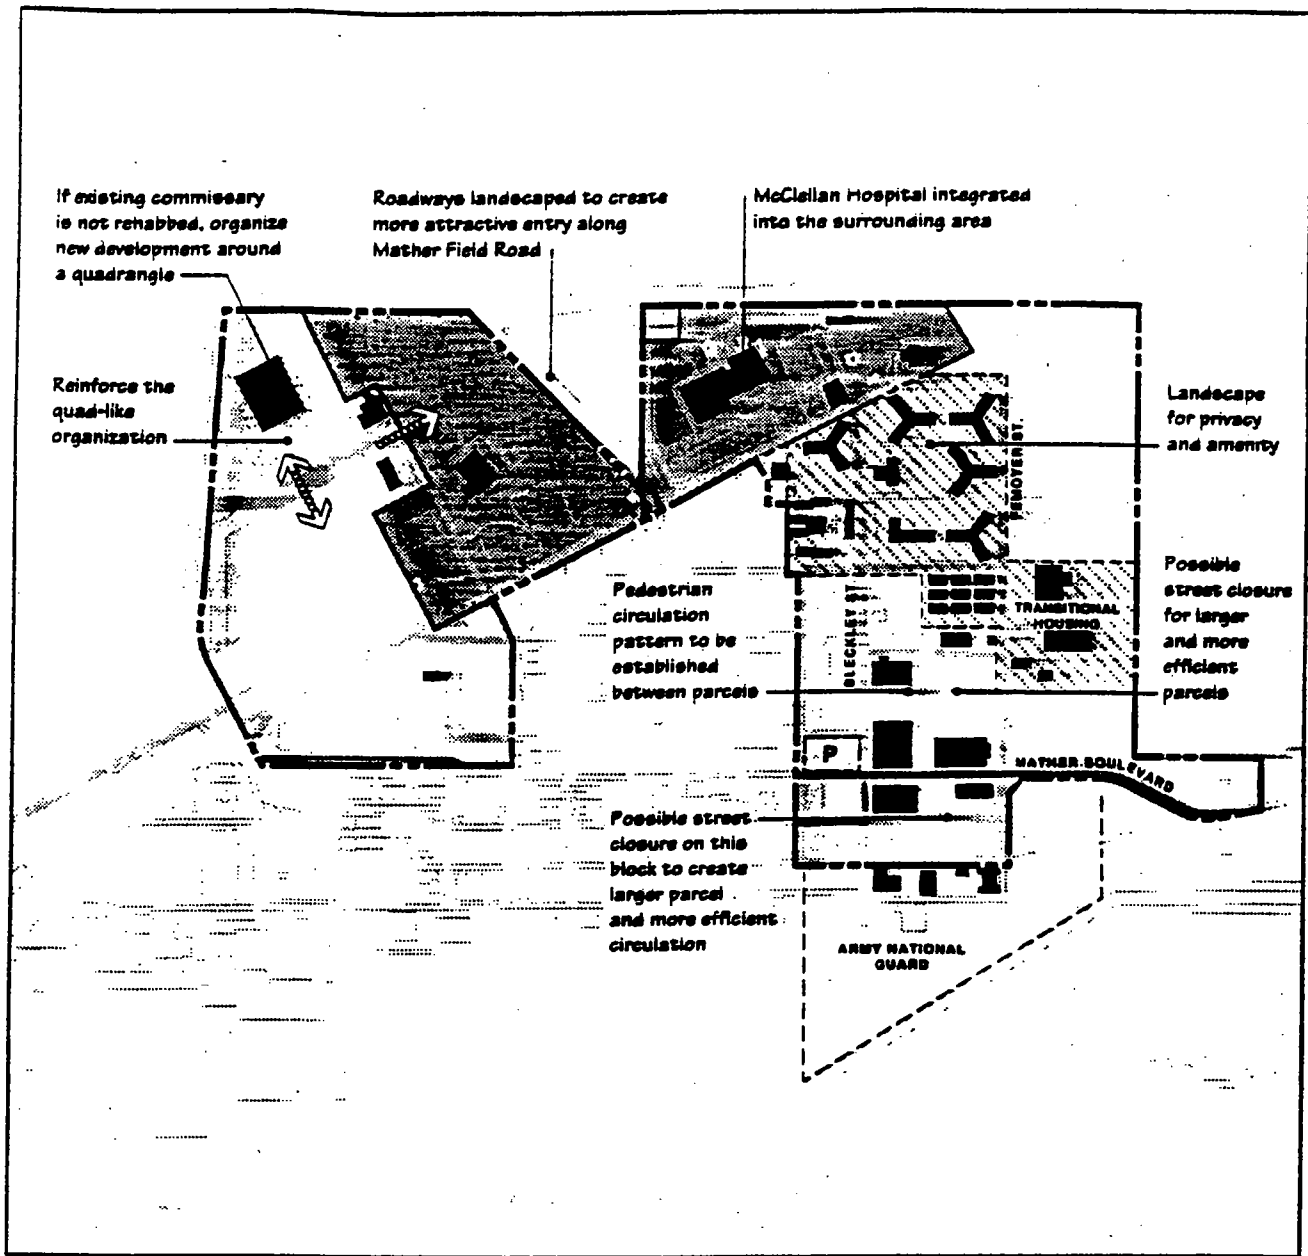 If existing commissary
is not rehabbed, organize
new development around
a quadrangle
Roadways landscaped to create
more attractive entry along
Mather Field Road
McClellan Hospital integrated
into the surrounding area
Reinforce the
quad-like
organization
Landscape
for privacy
and amenity
FEMOYER ST.
Possible
street closure
for larger
and more
efficient
parcels
Pedestrian
circulation
pattern to be
established
between parcels
BLECKLEY ST.
TRANSITIONAL
HOUSING
P
MATHER BOULEVARD
Possible street
closure on this
block to create
larger parcel
and more efficient
circulation
ARMY NATIONAL
GUARD